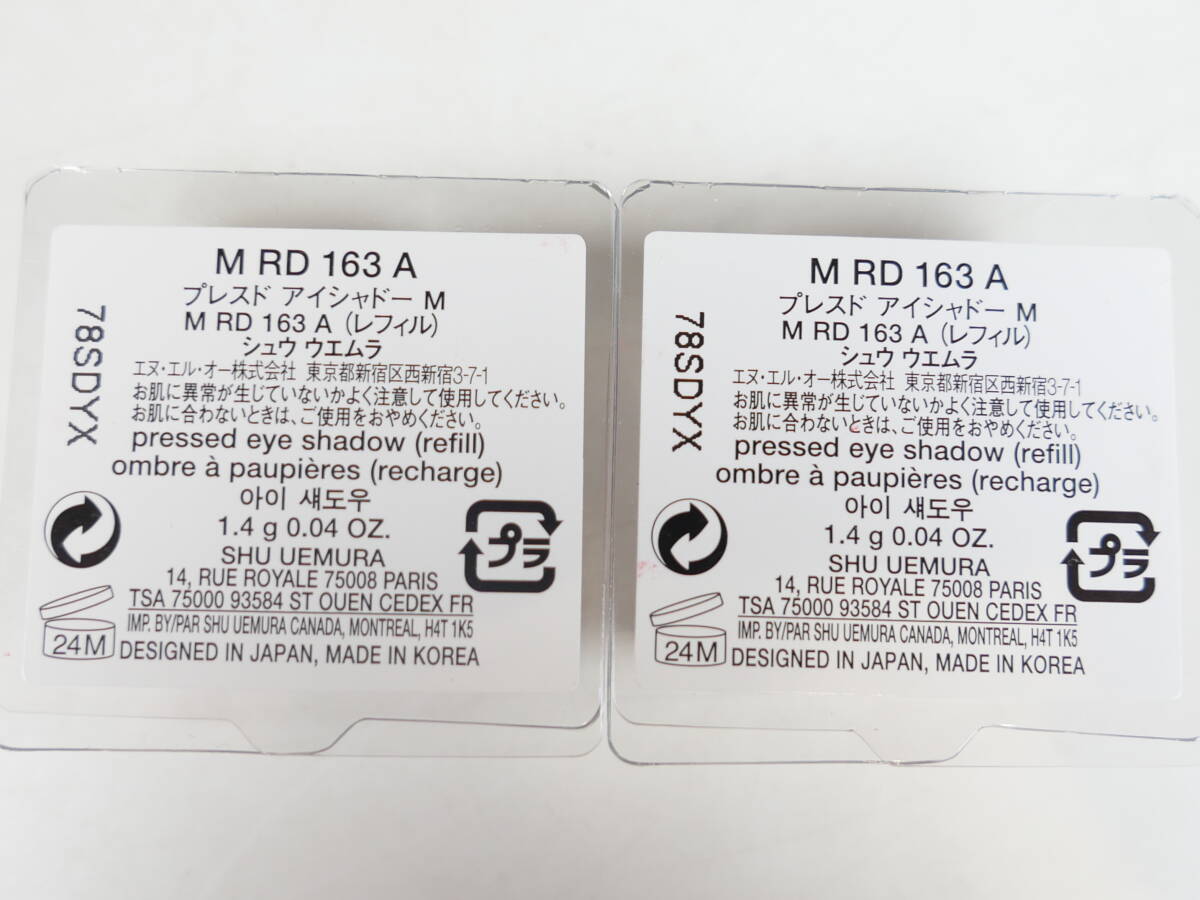 M RD 163 A
プレスド アイシャドー M
M RD 163 A (レフィル)
シュウ ウエムラ
エヌ・エル・オー株式会社 東京都新宿区西新宿3-7-1
お肌に異常が生じていないかよく注意して使用してください。
お肌に合わないときは、ご使用をおやめください。
pressed eye shadow (refill)
ombre à paupières (recharge)
아이 섀도우
1.4 g 0.04 OZ.
SHU UEMURA
14, RUE ROYALE 75008 PARIS
TSA 75000 93584 ST OUEN CEDEX FR
IMP. BY/PAR SHU UEMURA CANADA, MONTREAL, H4T 1K5
DESIGNED IN JAPAN, MADE IN KOREA
78SDYX
プラ
24M
M RD 163 A
プレスド アイシャドー M
M RD 163 A (レフィル)
シュウ ウエムラ
エヌ・エル・オー株式会社 東京都新宿区西新宿3-7-1
お肌に異常が生じていないかよく注意して使用してください。
お肌に合わないときは、ご使用をおやめください。
pressed eye shadow (refill)
ombre à paupières (recharge)
아이 섀도우
1.4 g 0.04 OZ.
SHU UEMURA
14, RUE ROYALE 75008 PARIS
TSA 75000 93584 ST OUEN CEDEX FR
IMP. BY/PAR SHU UEMURA CANADA, MONTREAL, H4T 1K5
DESIGNED IN JAPAN, MADE IN KOREA
78SDYX
プラ
24M